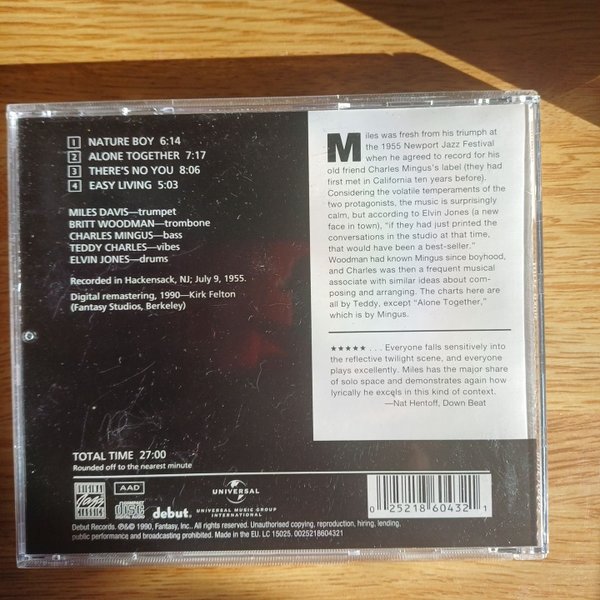 1 NATURE BOY 6:14
2 ALONE TOGETHER 7:17
3 THERE'S NO YOU 8:06
4 EASY LIVING 5:03
MILES DAVIS—trumpet
BRITT WOODMAN—trombone
CHARLES MINGUS—bass
TEDDY CHARLES—vibes
ELVIN JONES—drums
Recorded in Hackensack, NJ; July 9, 1955.
Digital remastering, 1990—Kirk Felton
(Fantasy Studios, Berkeley)
TOTAL TIME 27:00
Rounded off to the nearest minute
Miles was fresh from his triumph at
the 1955 Newport Jazz Festival
when he agreed to record for his
old friend Charles Mingus's label (they had
first met in California ten years before).
Considering the volatile temperaments of the
two protagonists, the music is surprisingly
calm, but according to Elvin Jones (a new
face in town), "if they had just printed the
conversations in the studio at that time,
that would have been a best-seller."
Woodman had known Mingus since boyhood,
and Charles was then a frequent musical
associate with similar ideas about com-
posing and arranging. The charts here are
all by Teddy, except "Alone Together,"
which is by Mingus.
★★★★★ . . . Everyone falls sensitively into
the reflective twilight scene, and everyone
plays excellently. Miles has the major share
of solo space and demonstrates again how
lyrically he excels in this kind of context.
—Nat Hentoff, Down Beat
AAD
COMPACT
disc
DIGITAL AUDIO
debut.
UNIVERSAL
UNIVERSAL MUSIC GROUP
INTERNATIONAL
0 25218 60432 1
Debut Records. ℗&© 1990, Fantasy, Inc. All rights reserved. Unauthorised copying, reproduction, hiring, lending,
public performance and broadcasting prohibited. Made in the EU. LC 15025. 0025218604321